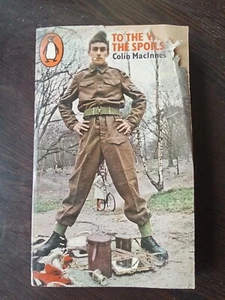 TO THE V
THE SPOILS
Colin MacInnes